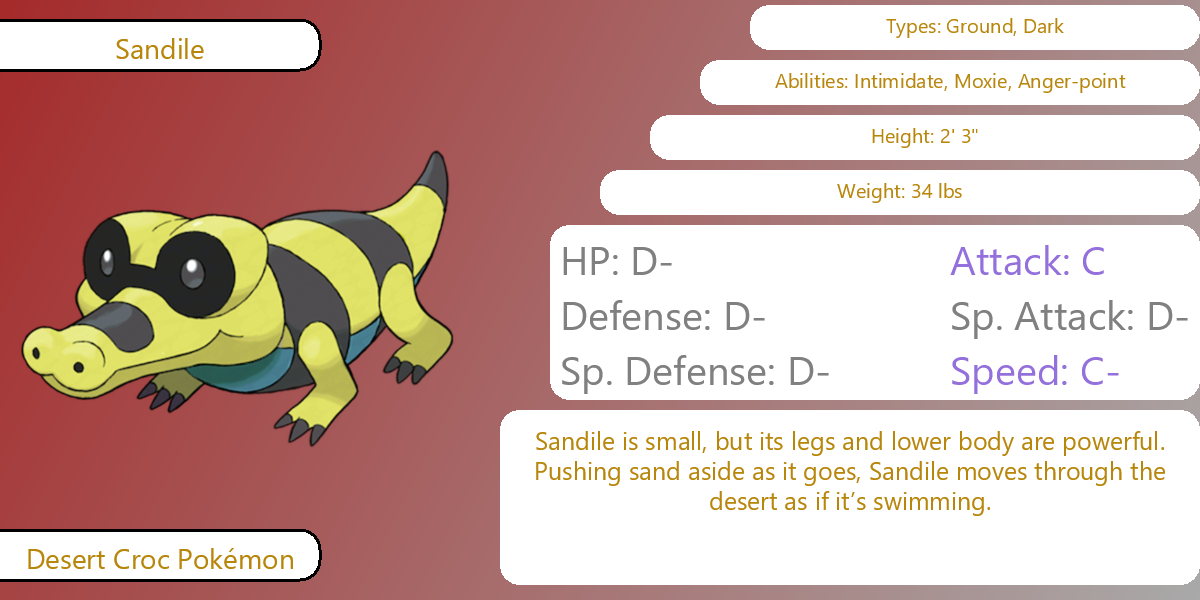 Sandile
Types: Ground, Dark
Abilities: Intimidate, Moxie, Anger-point
Height: 2' 3"
Weight: 34 lbs
HP: D-
Attack: C
Defense: D-
Sp. Attack: D-
Sp. Defense: D-
Speed: C-
Sandile is small, but its legs and lower body are powerful.
Pushing sand aside as it goes, Sandile moves through the
desert as if it’s swimming.
Desert Croc Pokémon